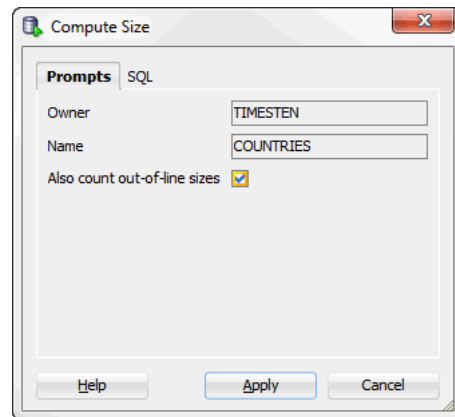 Compute Size
Prompts SQL
Owner TIMESTEN
Name COUNTRIES
Also count out-of-line sizes
Help Apply Cancel